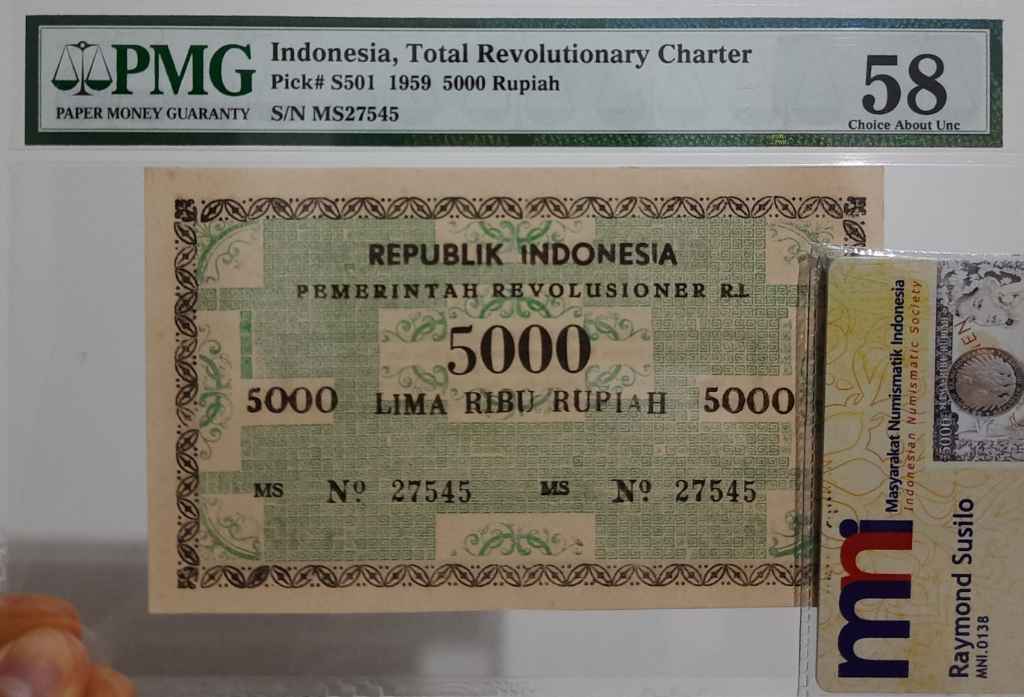 PMG
PAPER MONEY GUARANTY
Indonesia, Total Revolutionary Charter
Pick# S501 1959 5000 Rupiah
S/N MS27545
58
Choice About Unc
REPUBLIK INDONESIA
PEMERINTAH REVOLUSIONER R.I.
5000
5000 LIMA RIBU RUPIAH 5000
MS Nº 27545 MS Nº 27545
mni
Masyarakat Numismatik Indonesia
Indonesian Numismatic Society
Raymond Susilo
MNI.0138
5000